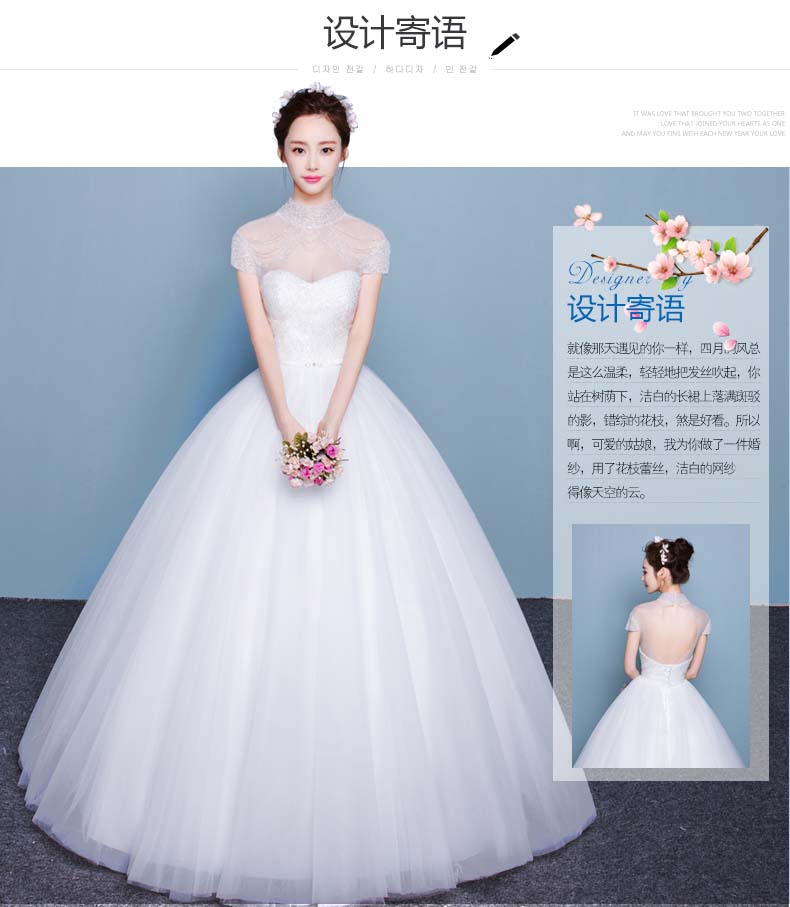 设计寄语
디자인 전갈 / 하다디자 / 인 전갈
IT WAS LOVE THAT BROUGHT YOU TWO TOGETHER
LOVE THAT JOINED YOUR HEARTS AS ONE
AND MAY YOU FINE WITH EACH NEW YEAR YOUR LOVE
Designer
设计寄语
就像那天遇见的你一样，四月的风总
是这么温柔，轻轻地把发丝吹起，你
站在树荫下，洁白的长裙上落满斑驳
的影，错综的花枝，煞是好看。所以
啊，可爱的姑娘，我为你做了一件婚
纱，用了花枝蕾丝，洁白的网纱
得像天空的云。